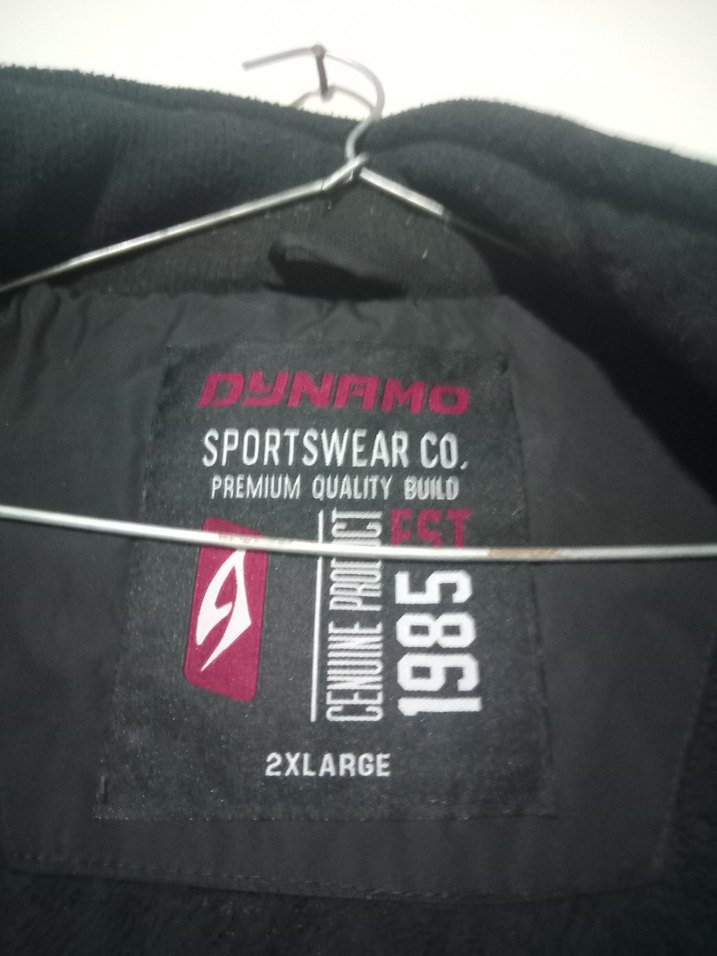 DYNAMO
SPORTSWEAR CO.
PREMIUM QUALITY BUILD
GENUINE PRODUCT
EST
1985
2XLARGE